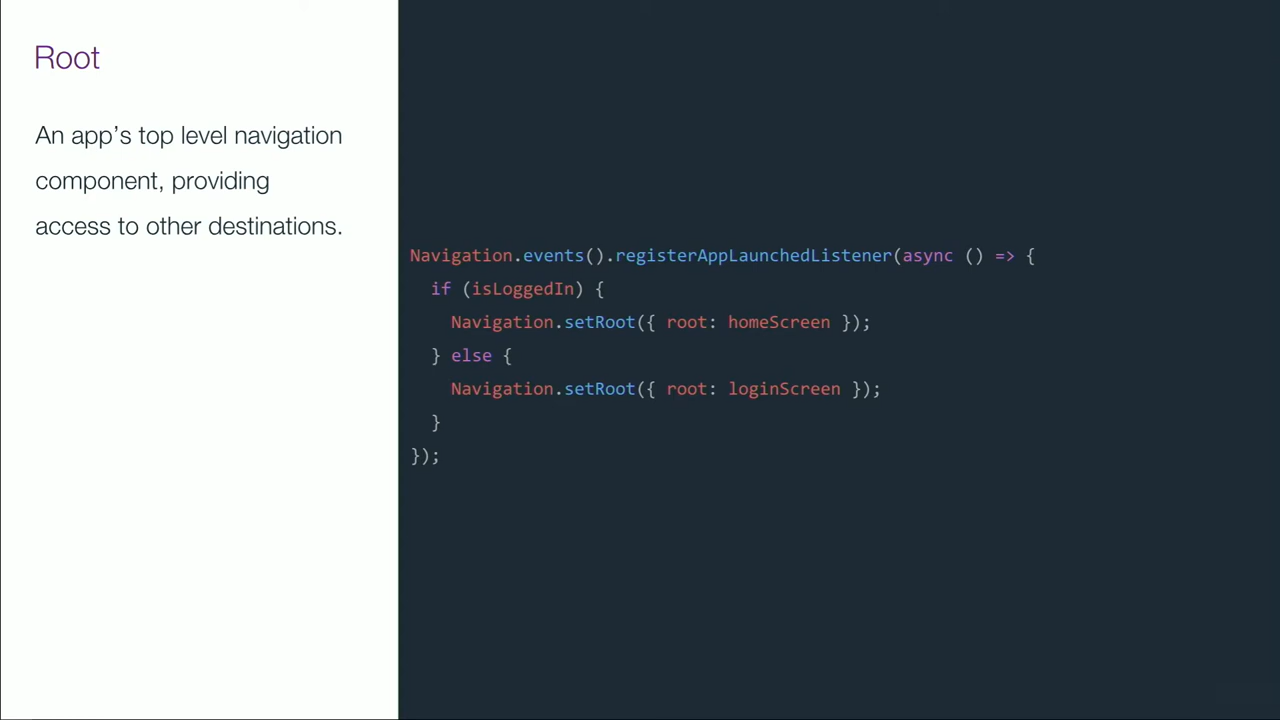 Root
An app’s top level navigation
component, providing
access to other destinations.
Navigation.events().registerAppLaunchedListener(async () => {
  if (isLoggedIn) {
    Navigation.setRoot({ root: homeScreen });
  } else {
    Navigation.setRoot({ root: loginScreen });
  }
});